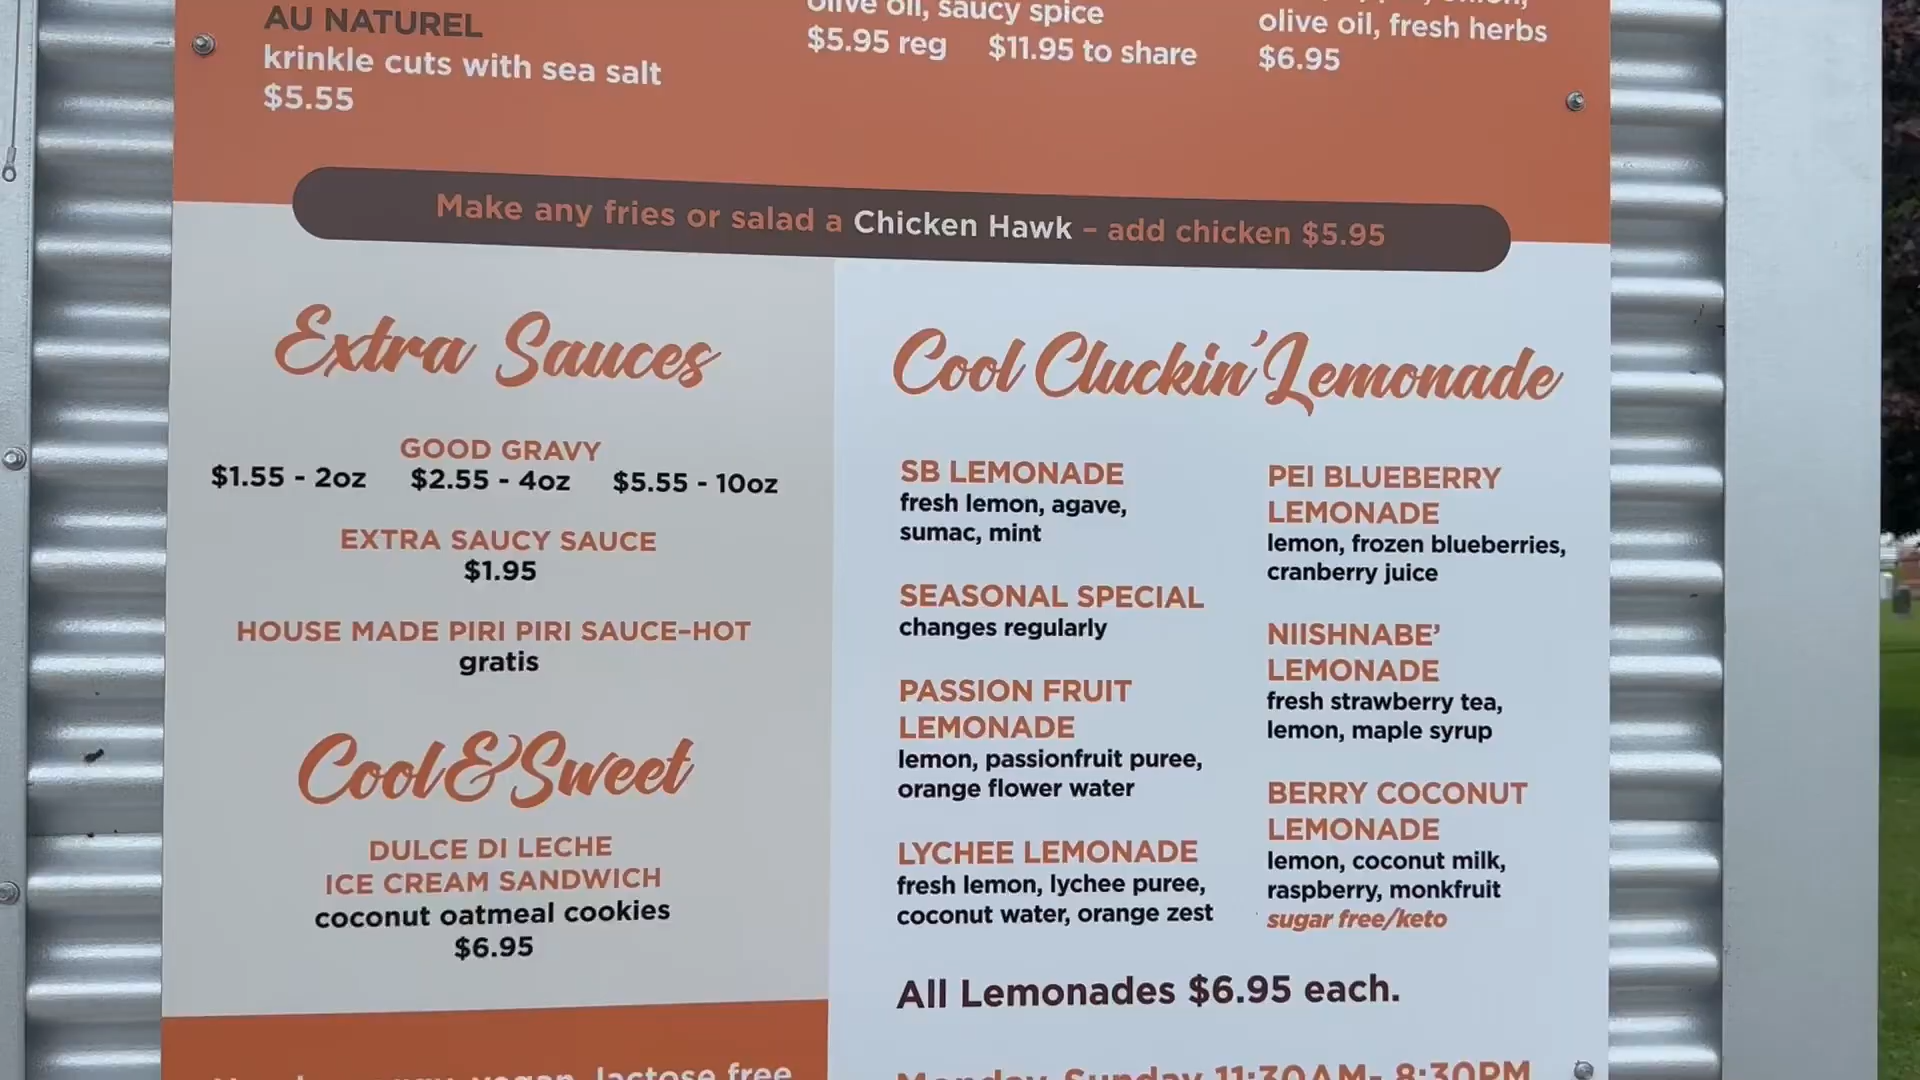 AU NATUREL
krinkle cuts with sea salt
$5.55
olive oil, saucy spice
$5.95 reg $11.95 to share
olive oil, fresh herbs
$6.95
Make any fries or salad a Chicken Hawk – add chicken $5.95
Extra Sauces
GOOD GRAVY
$1.55 - 2oz $2.55 - 4oz $5.55 - 10oz
EXTRA SAUCY SAUCE
$1.95
HOUSE MADE PIRI PIRI SAUCE–HOT
gratis
Cool & Sweet
DULCE DI LECHE
ICE CREAM SANDWICH
coconut oatmeal cookies
$6.95
Cool Cluckin' Lemonade
SB LEMONADE
fresh lemon, agave,
sumac, mint
SEASONAL SPECIAL
changes regularly
PASSION FRUIT
LEMONADE
lemon, passionfruit puree,
orange flower water
LYCHEE LEMONADE
fresh lemon, lychee puree,
coconut water, orange zest
PEI BLUEBERRY
LEMONADE
lemon, frozen blueberries,
cranberry juice
NIISHNABE'
LEMONADE
fresh strawberry tea,
lemon, maple syrup
BERRY COCONUT
LEMONADE
lemon, coconut milk,
raspberry, monkfruit
sugar free/keto
All Lemonades $6.95 each.
vegan, lactose free
Monday-Sunday 11:30AM- 8:30PM